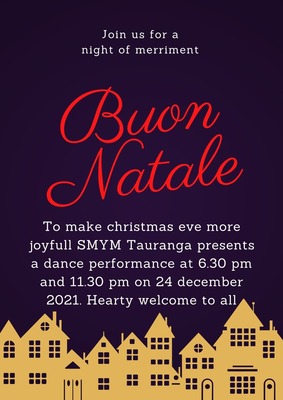 Join us for a
night of merriment
Buon
Natale
To make christmas eve more
joyfull SMYM Tauranga presents
a dance performance at 6.30 pm
and 11.30 pm on 24 december
2021. Hearty welcome to all